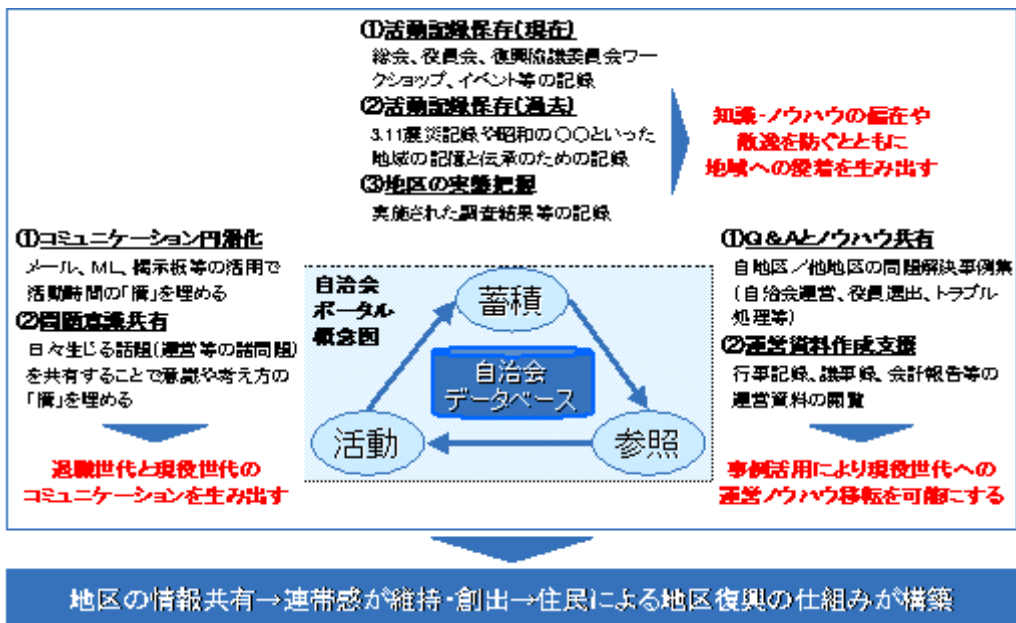 (1)活動記録保存(現在)
総会、役員会、復興協議委員会ワー
クショップ、イベント等の記録
(2)活動記録保存(過去)
3.11震災記録や昭和の〇〇といった
地域の記憶と伝承のための記録
(3)地区の実態把握
実施された調査結果等の記録
知識・ノウハウの偏在や
散逸を防ぐとともに
地域への愛着を生み出す
(1)コミュニケーション円滑化
メール、ML、掲示板等の活用で
活動時間の「溝」を埋める
(2)問題意識共有
日々生じる話題(運営等の諸問題)
を共有することで意識や考え方の
「溝」を埋める
退職世代と現役世代の
コミュニケーションを生み出す
自治会
ポータル
概念図
蓄積
自治会
データベース
活動
参照
(1)Q&Aとノウハウ共有
自地区/他地区の問題解決事例集
(自治会運営、役員選出、トラブル
処理等)
(2)運営資料作成支援
行事記録、議事録、会計報告等の
運営資料の閲覧
事例活用により現役世代への
運営ノウハウ移転を可能にする
地区の情報共有→連帯感が維持・創出→住民による地区復興の仕組みが構築